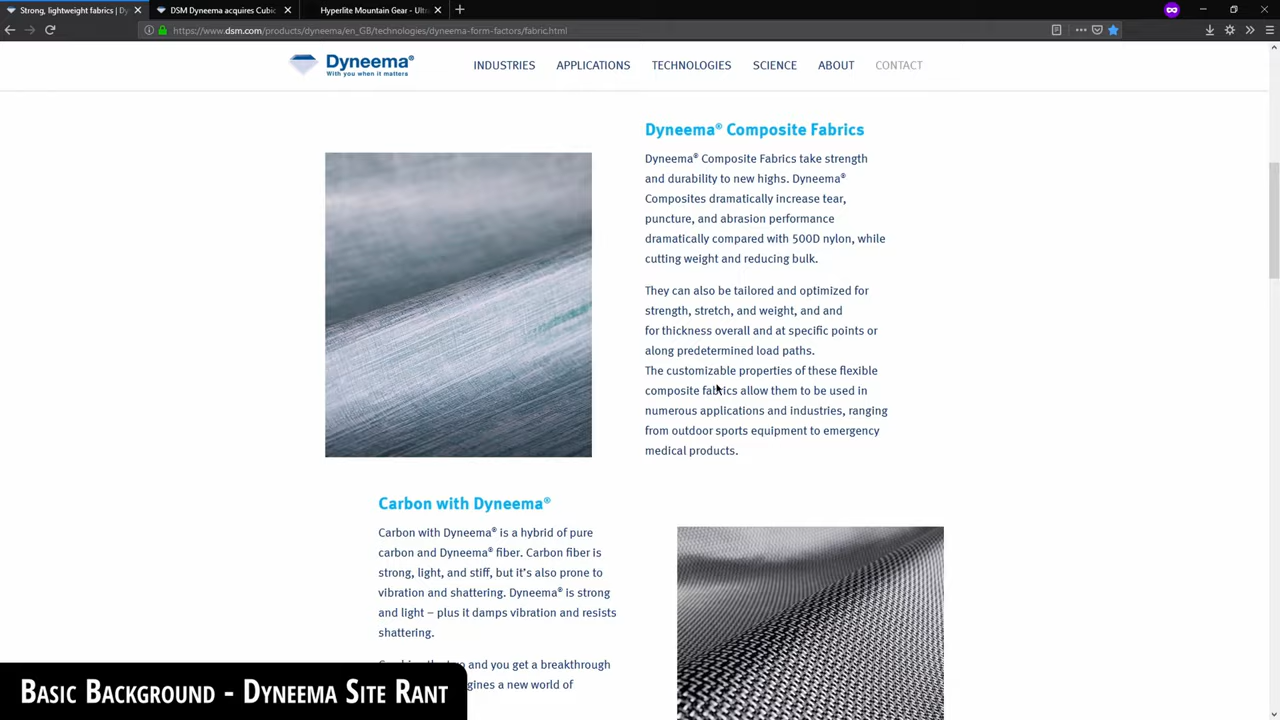 Strong, lightweight fabrics | Dy
DSM Dyneema acquires Cubic
Hyperlite Mountain Gear - Ultra
https://www.dsm.com/products/dyneema/en_GB/technologies/dyneema-form-factors/fabric.html
Dyneema®
With you when it matters
INDUSTRIES
APPLICATIONS
TECHNOLOGIES
SCIENCE
ABOUT
CONTACT
Dyneema® Composite Fabrics
Dyneema® Composite Fabrics take strength
and durability to new highs. Dyneema®
Composites dramatically increase tear,
puncture, and abrasion performance
dramatically compared with 500D nylon, while
cutting weight and reducing bulk.
They can also be tailored and optimized for
strength, stretch, and weight, and and
for thickness overall and at specific points or
along predetermined load paths.
The customizable properties of these flexible
composite fabrics allow them to be used in
numerous applications and industries, ranging
from outdoor sports equipment to emergency
medical products.
Carbon with Dyneema®
Carbon with Dyneema® is a hybrid of pure
carbon and Dyneema® fiber. Carbon fiber is
strong, light, and stiff, but it's also prone to
vibration and shattering. Dyneema® is strong
and light – plus it damps vibration and resists
shattering.
and you get a breakthrough
a new world of
Basic Background - Dyneema Site Rant